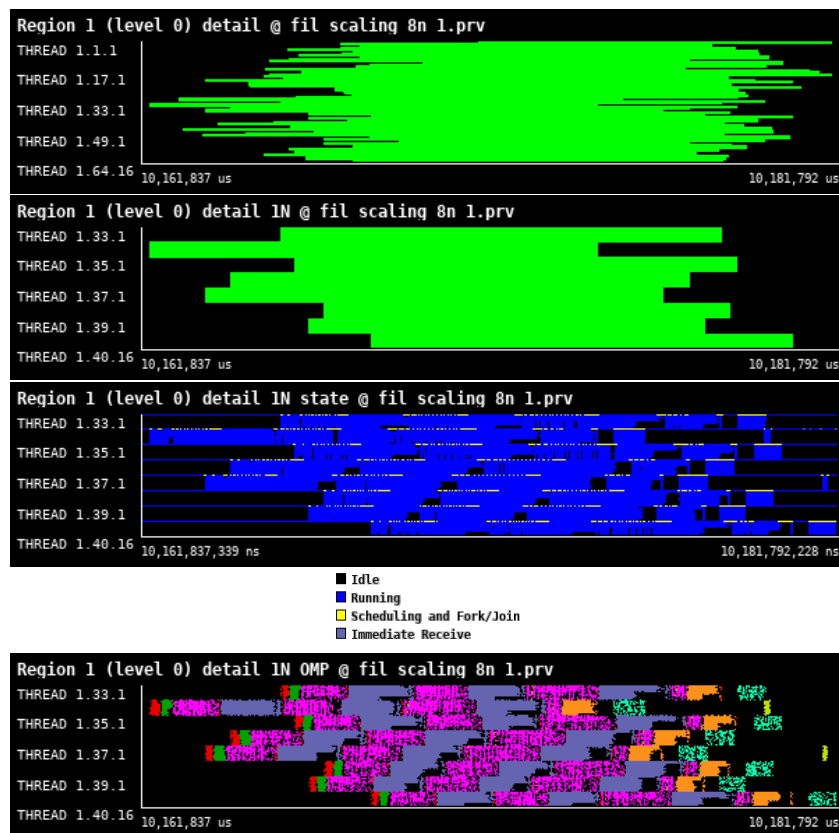 Region 1 (level 0) detail @ fil scaling 8n 1.prv
THREAD 1.1.1
THREAD 1.17.1
THREAD 1.33.1
THREAD 1.49.1
THREAD 1.64.16
10,161,837 us 10,181,792 us
Region 1 (level 0) detail 1N @ fil scaling 8n 1.prv
THREAD 1.33.1
THREAD 1.35.1
THREAD 1.37.1
THREAD 1.39.1
THREAD 1.40.16
10,161,837 us 10,181,792 us
Region 1 (level 0) detail 1N state @ fil scaling 8n 1.prv
THREAD 1.33.1
THREAD 1.35.1
THREAD 1.37.1
THREAD 1.39.1
THREAD 1.40.16
10,161,837,339 ns 10,181,792,228 ns
Idle
Running
Scheduling and Fork/Join
Immediate Receive
Region 1 (level 0) detail 1N OMP @ fil scaling 8n 1.prv
THREAD 1.33.1
THREAD 1.35.1
THREAD 1.37.1
THREAD 1.39.1
THREAD 1.40.16
10,161,837 us 10,181,792 us